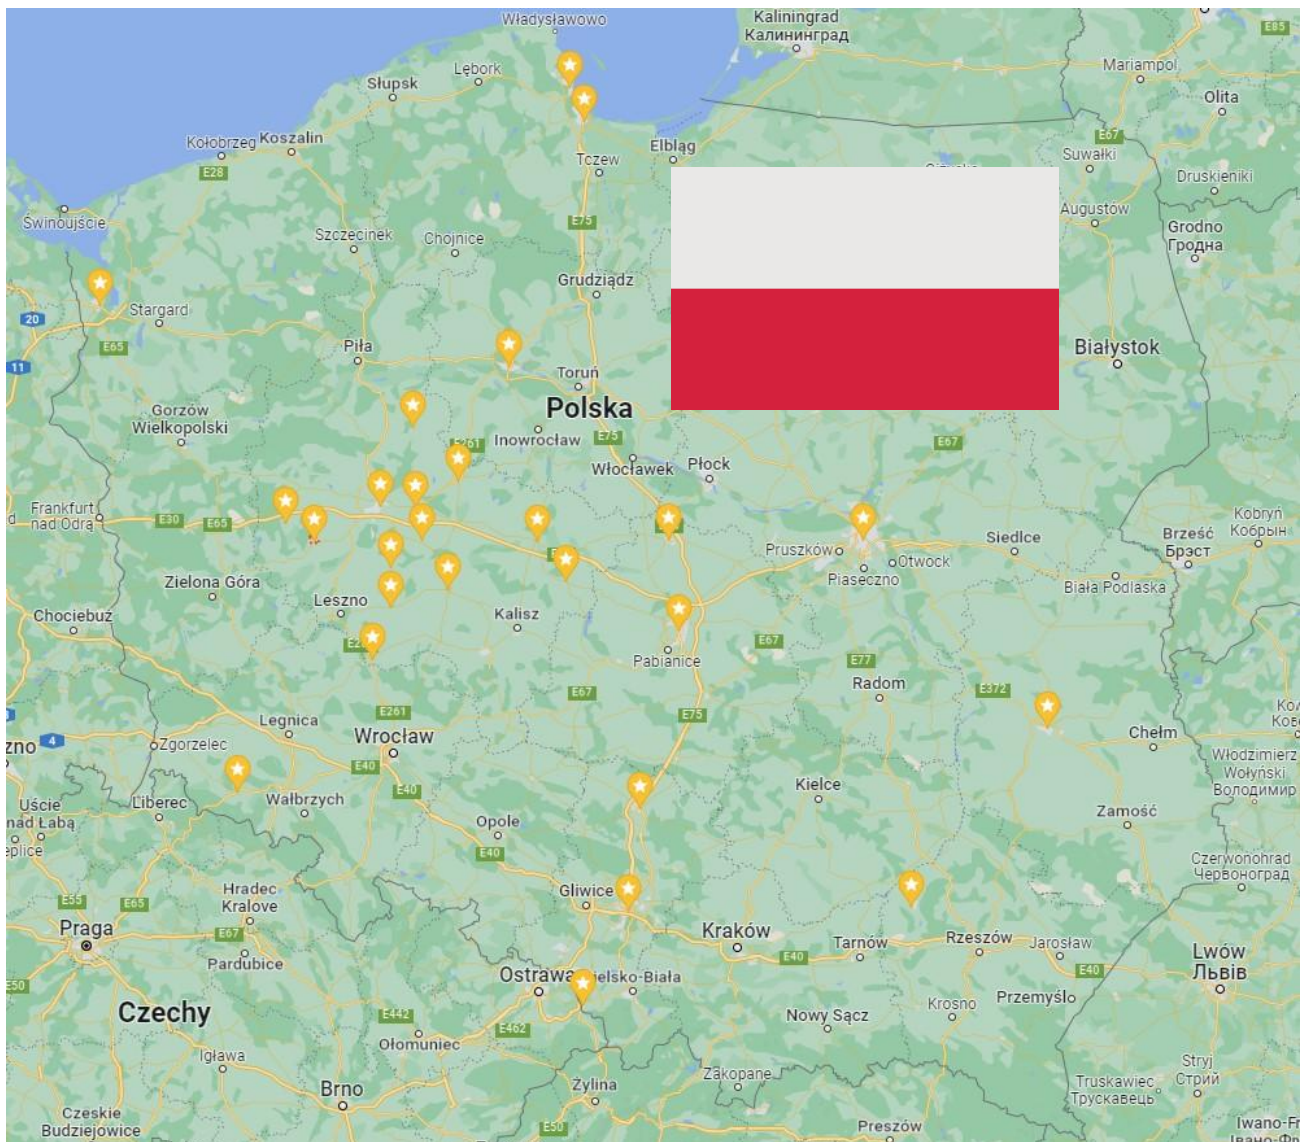 Władysławowo
Kaliningrad
Калининград
E85
Lębork
Słupsk
Mariampol
Olita
Kołobrzeg
Koszalin
Elbląg
E67
Suwałki
Tczew
E28
Druskieniki
Świnoujście
Augustów
E75
Grodno
Гродна
Szczecinek
Chojnice
Grudziądz
20
Stargard
E65
Piła
Białystok
11
Toruń
Polska
Gorzów
Wielkopolski
Inowrocław
E75
E67
Włocławek
Płock
Frankfurt
nad Odrą
E30
E65
Kobryń
Кобрын
Siedlce
Brześć
Брэст
Pruszków
Otwock
Piaseczno
Biała Podlaska
Zielona Góra
Leszno
Kalisz
Chociebuż
E67
Pabianice
E77
Radom
E67
E372
E261
E75
Legnica
Wrocław
Chełm
4
Zgorzelec
Włodzimierz
Wołyński
Володимир
E40
Kielce
Liberec
Wałbrzych
E40
Uście
nad Łabą
Zamość
Opole
E40
Czerwonohrad
Червоноград
Hradec
Kralove
Gliwice
E55
E65
Praga
E67
Kraków
Rzeszów
Tarnów
Jarosław
E40
Lwów
Львів
E40
Pardubice
E50
Ostrawa
Czechy
Krosno
Przemyśl
Nowy Sącz
E442
E462
Ołomuniec
Igława
Zakopane
Żylina
Stryj
Стрий
Truskawiec
Трускавець
Brno
Czeskie
Budziejowice
E50
Preszów